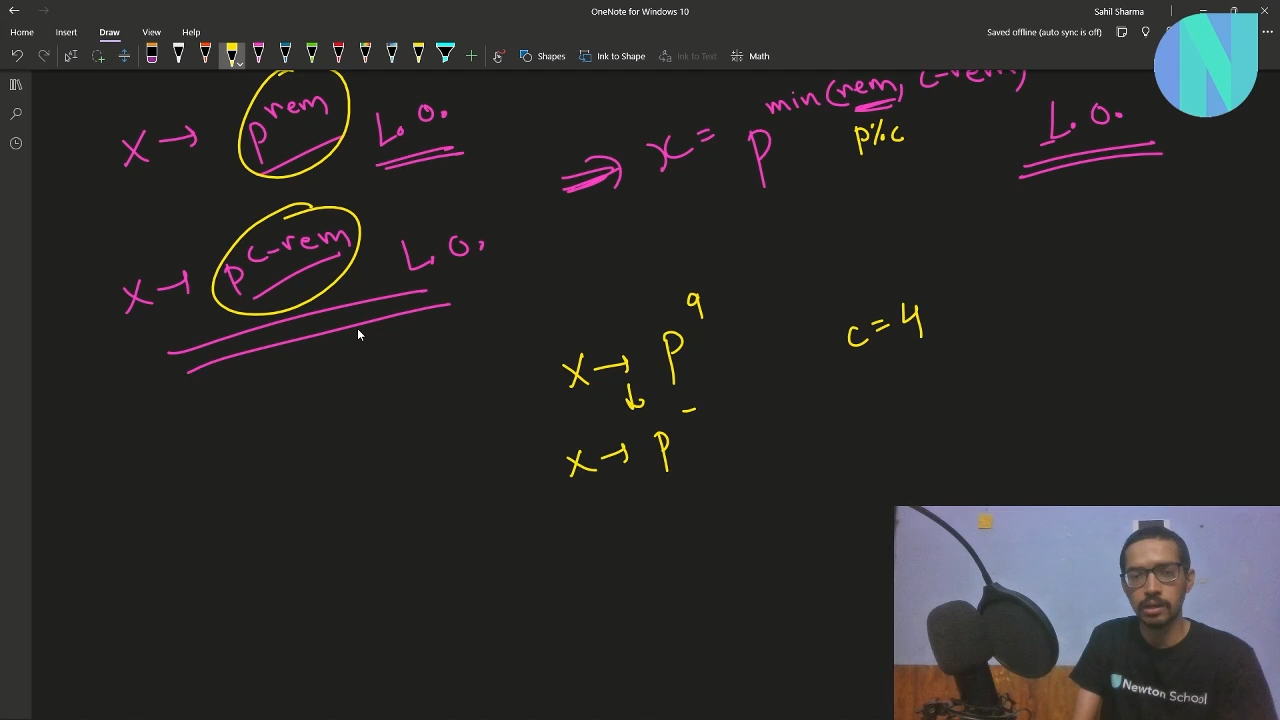 OneNote for Windows 10
Sahil Sharma
Home Insert Draw View Help
Saved offline (auto sync is off)
Shapes Ink to Shape Ink to Text Math
X → p^rem L.O.
⇒ x = p^min(rem, c-rem) L.O.
p%c
X → p^c-rem L.O.
X → p^9 c = 4
↓
X → p^-
Newton School